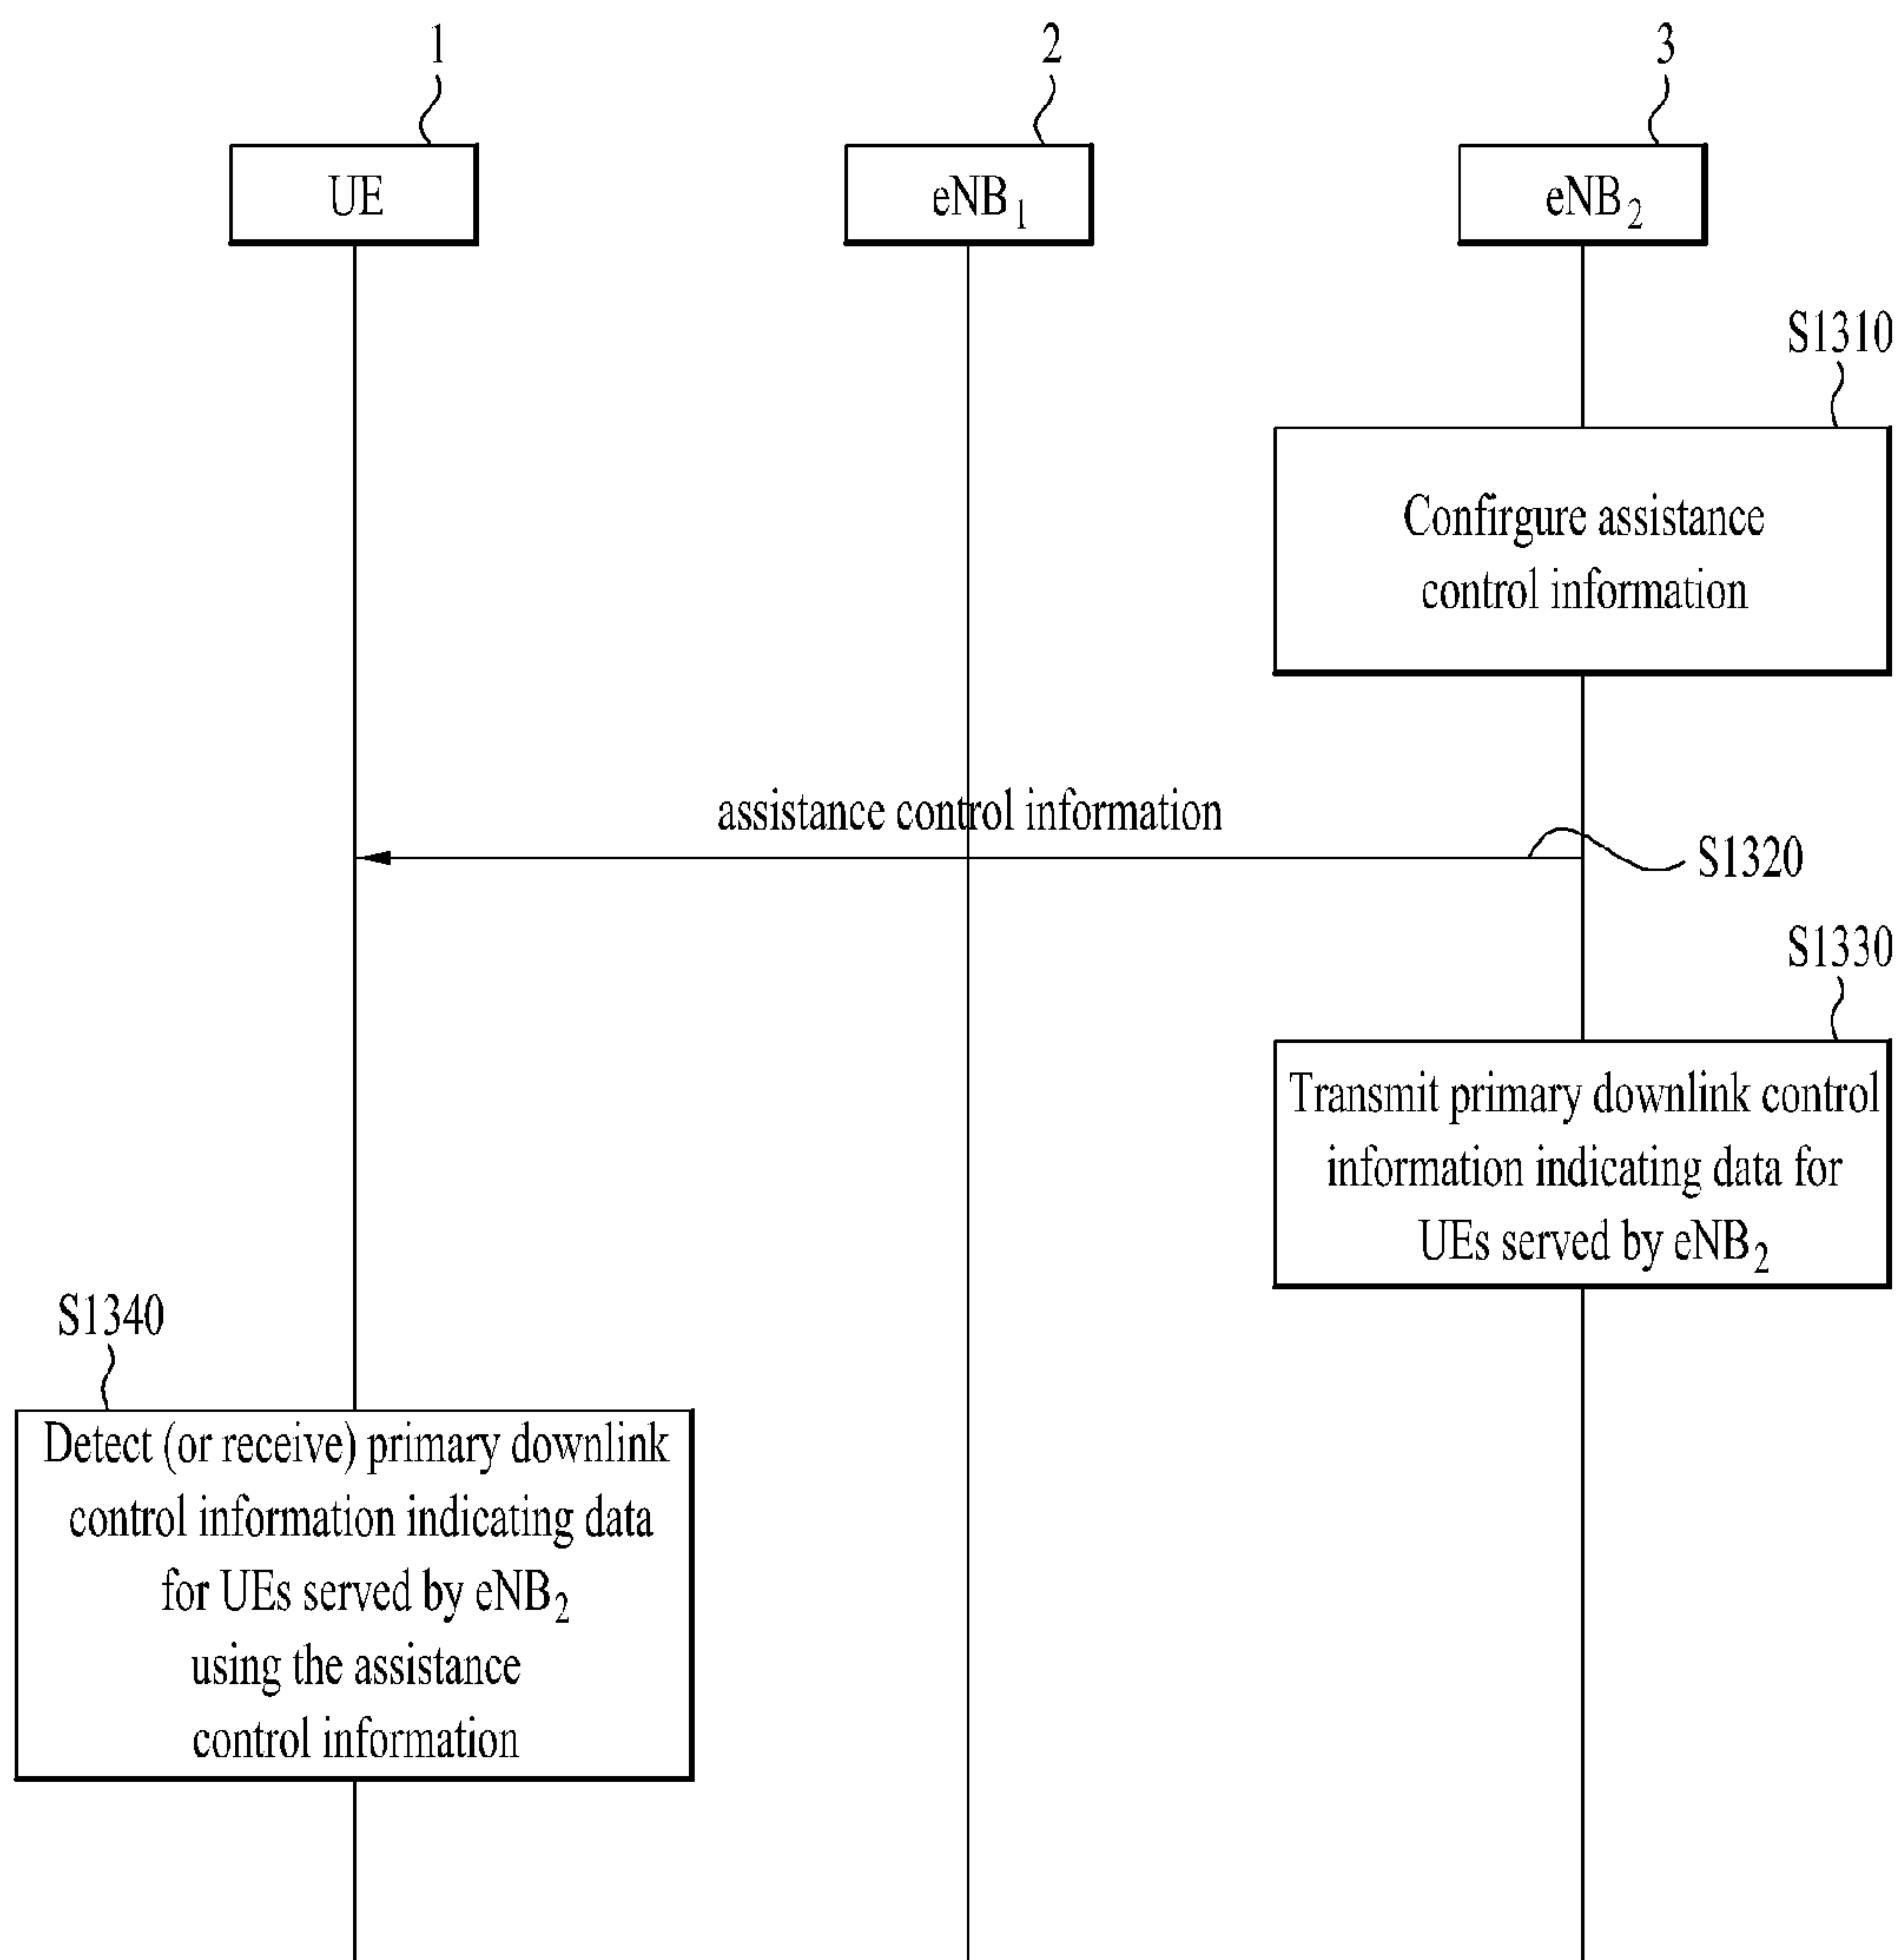 1
2
3
UE
eNB1
eNB2
S1310
Confirgure assistance
control information
assistance control information
S1320
S1330
Transmit primary downlink control
information indicating data for
UEs served by eNB2
S1340
Detect (or receive) primary downlink
control information indicating data
for UEs served by eNB2
using the assistance
control information